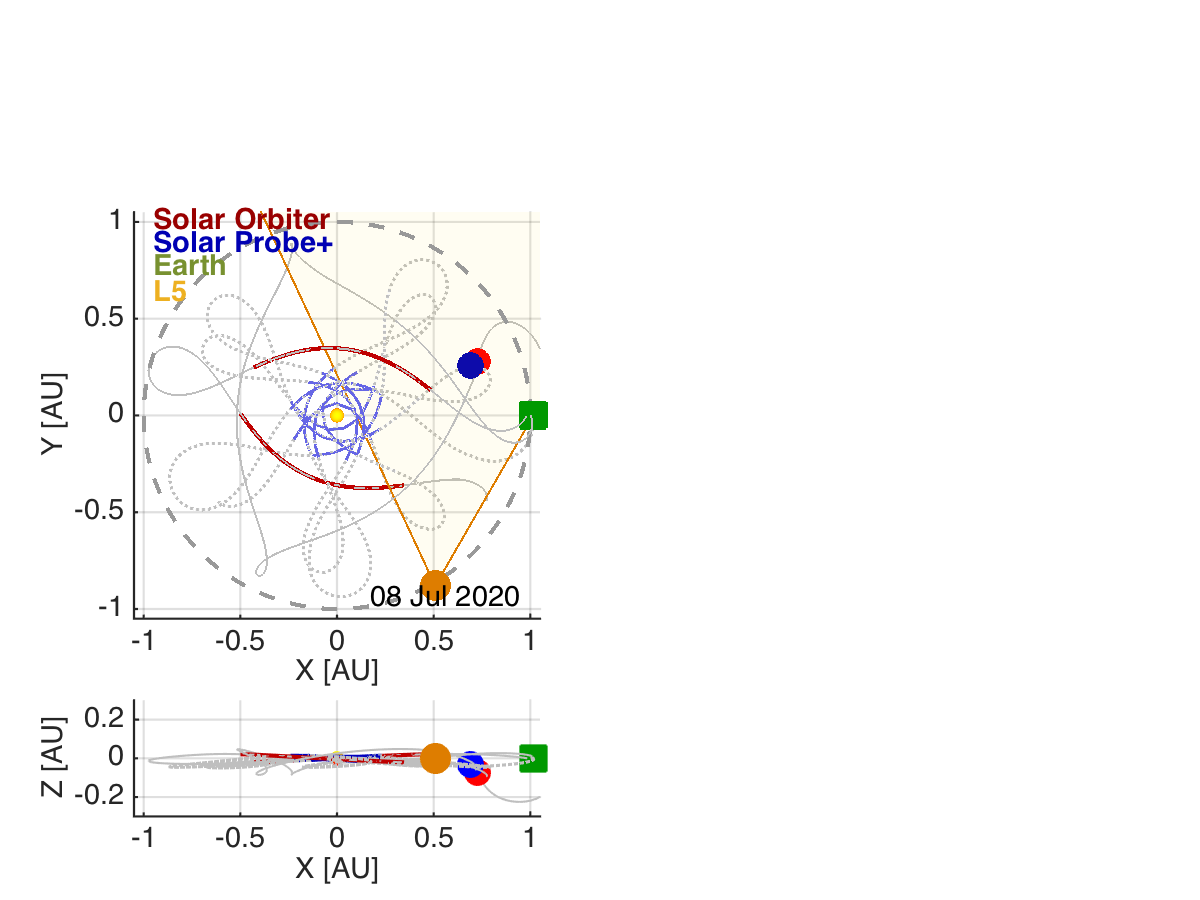 Solar Orbiter
Solar Probe+
Earth
L5
1
0.5
0
-0.5
-1
Y [AU]
08 Jul 2020
-1 -0.5 0 0.5 1
X [AU]
0.2
0
-0.2
Z [AU]
-1 -0.5 0 0.5 1
X [AU]